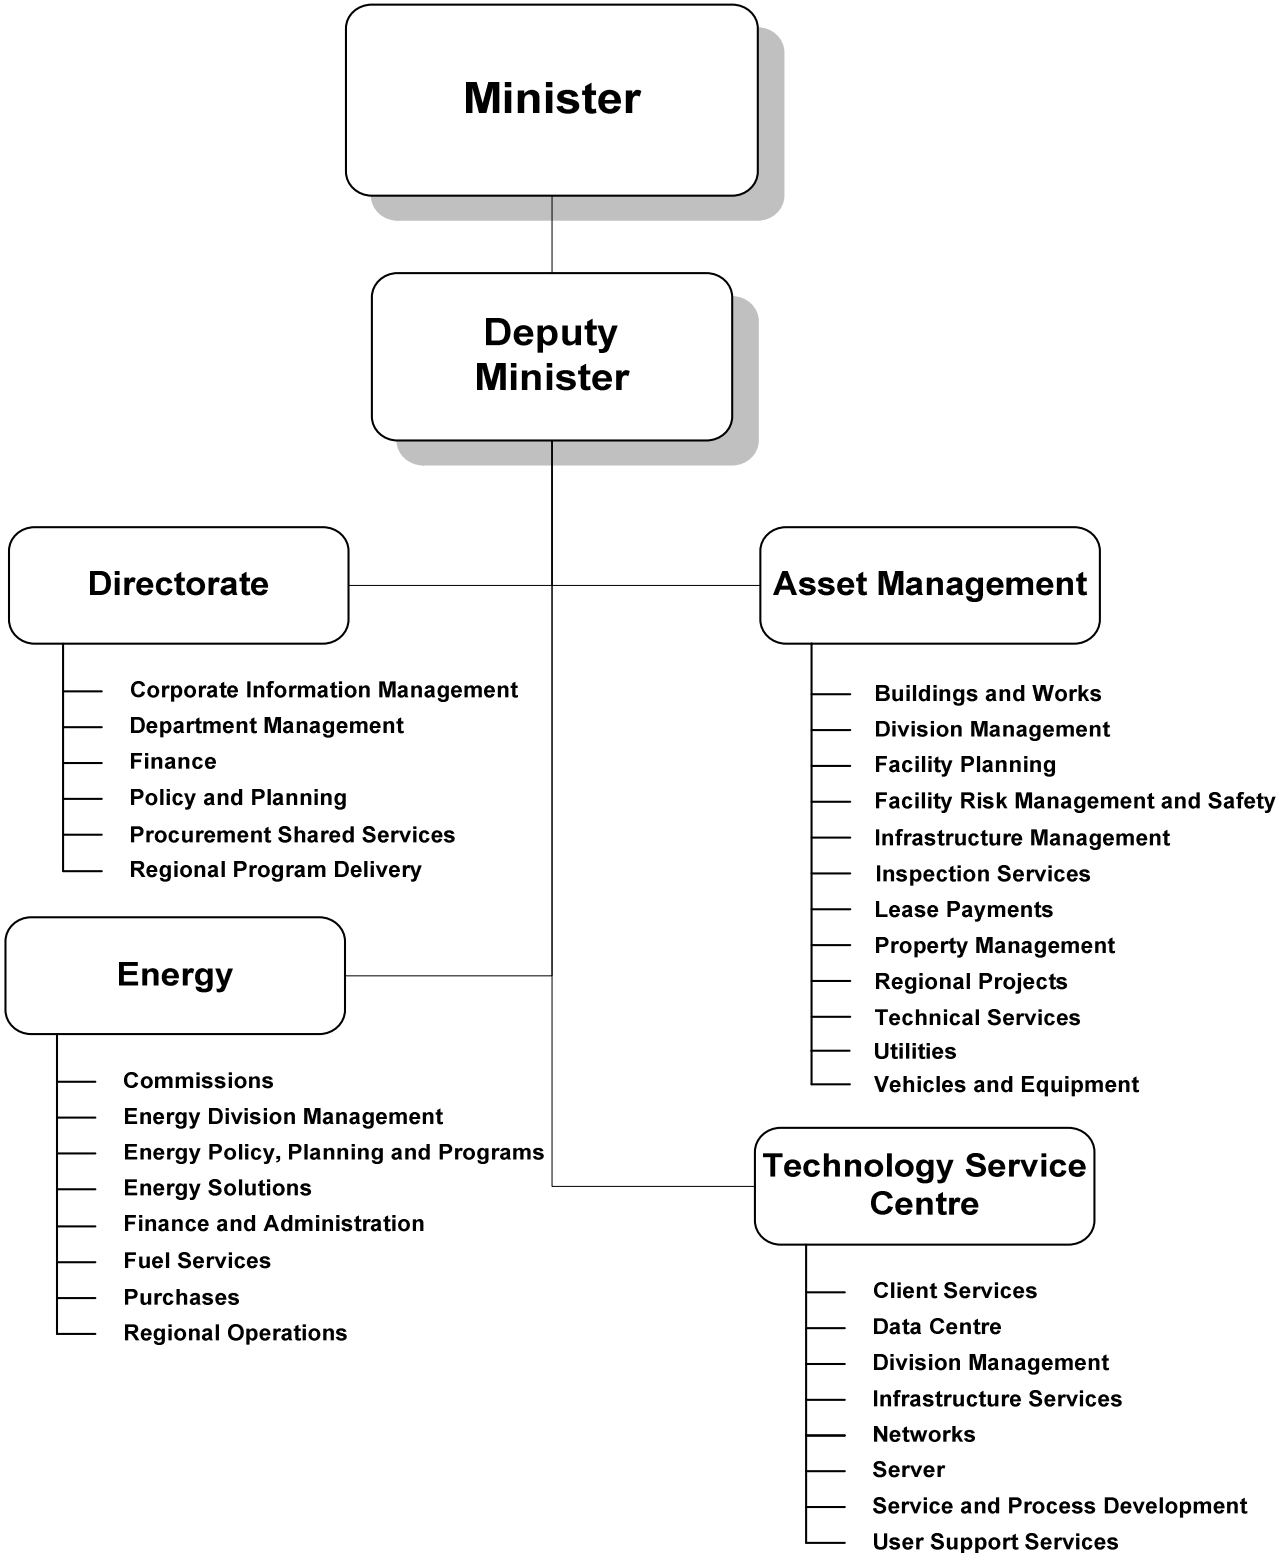 Minister
Deputy
Minister
Directorate
Corporate Information Management
Department Management
Finance
Policy and Planning
Procurement Shared Services
Regional Program Delivery
Asset Management
Buildings and Works
Division Management
Facility Planning
Facility Risk Management and Safety
Infrastructure Management
Inspection Services
Lease Payments
Property Management
Regional Projects
Technical Services
Utilities
Vehicles and Equipment
Energy
Commissions
Energy Division Management
Energy Policy, Planning and Programs
Energy Solutions
Finance and Administration
Fuel Services
Purchases
Regional Operations
Technology Service
Centre
Client Services
Data Centre
Division Management
Infrastructure Services
Networks
Server
Service and Process Development
User Support Services